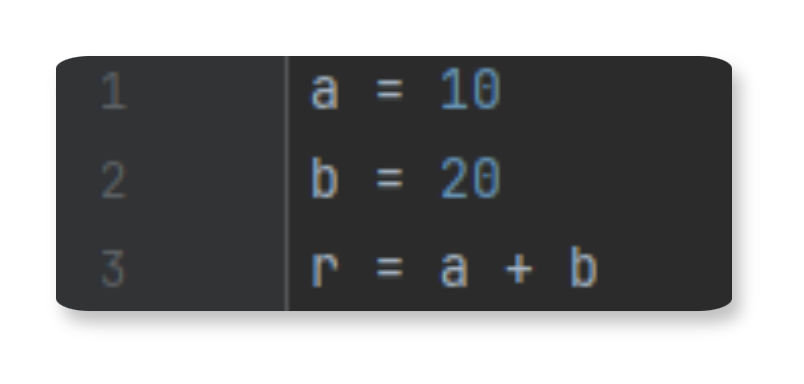 1 a = 10
2 b = 20
3 r = a + b